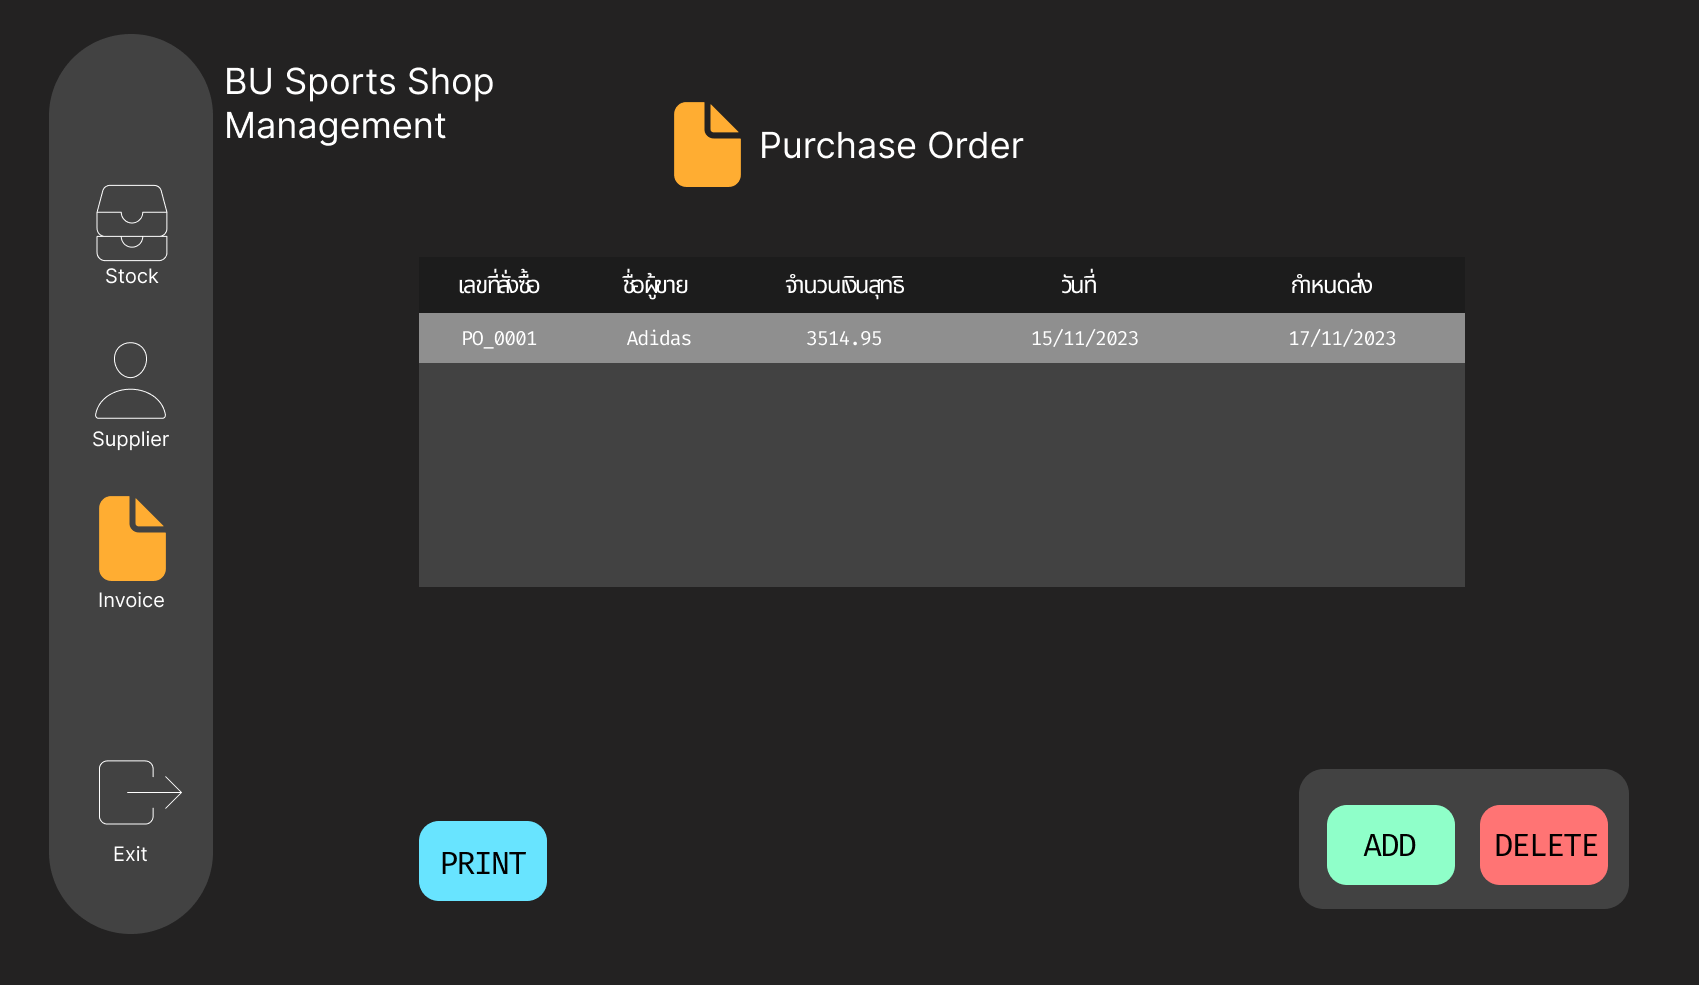 BU Sports Shop
Management
Purchase Order
Stock
Supplier
Invoice
Exit
เลขที่สั่งซื้อ ชื่อผู้ขาย จำนวนเงินสุทธิ วันที่ กำหนดส่ง
PO_0001 Adidas 3514.95 15/11/2023 17/11/2023
PRINT
ADD DELETE